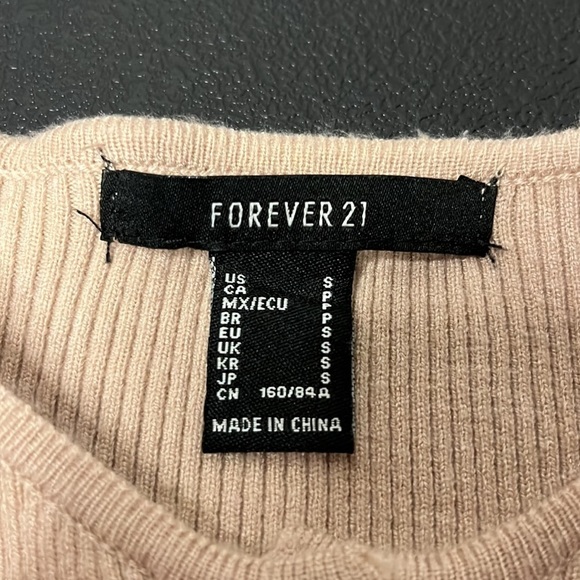 FOREVER 21
US S
CA P
MX/ECU P
BR P
EU S
UK S
KR S
JP S
CN 160/84A
MADE IN CHINA